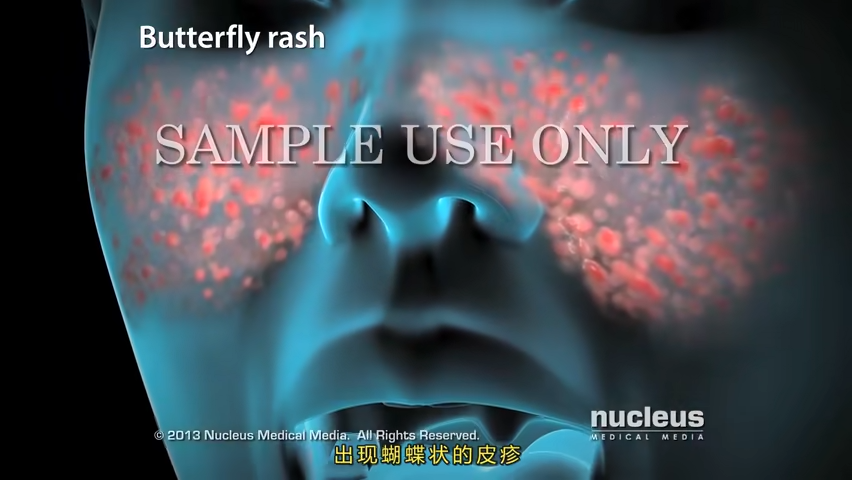 Butterfly rash
SAMPLE USE ONLY
nucleus
MEDICAL MEDIA
© 2013 Nucleus Medical Media. All Rights Reserved.
出现蝴蝶状的皮疹